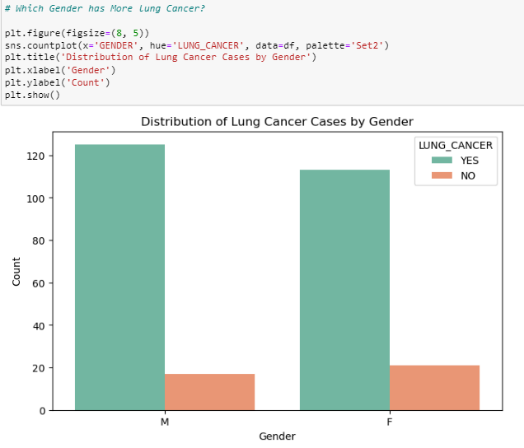 # Which Gender has More Lung Cancer?
plt.figure(figsize=(8, 5))
sns.countplot(x='GENDER', hue='LUNG_CANCER', data=df, palette='Set2')
plt.title('Distribution of Lung Cancer Cases by Gender')
plt.xlabel('Gender')
plt.ylabel('Count')
plt.show()
Distribution of Lung Cancer Cases by Gender
LUNG_CANCER
YES
NO
120
100
80
60
40
20
0
Count
M
F
Gender